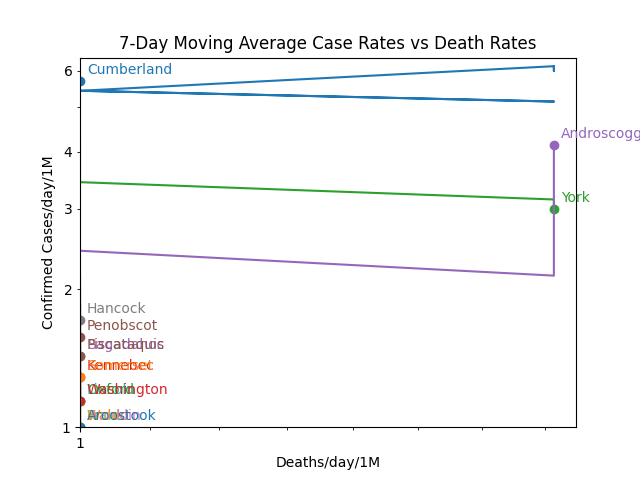 7-Day Moving Average Case Rates vs Death Rates
Cumberland
6
Androscogg
4
Confirmed Cases/day/1M
York
3
2
Hancock
Penobscot
Piscataquis
Kennebec
Washington
Aroostook
1
1
Deaths/day/1M